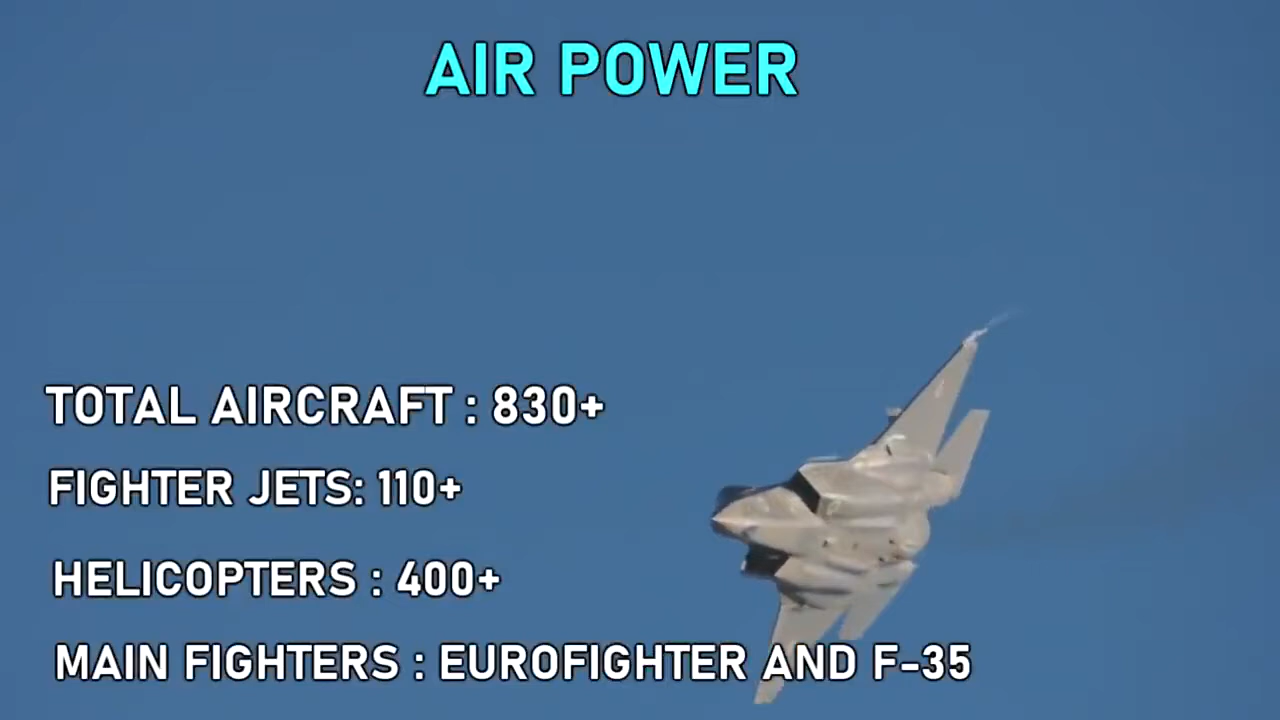 AIR POWER
TOTAL AIRCRAFT : 830+
FIGHTER JETS: 110+
HELICOPTERS : 400+
MAIN FIGHTERS : EUROFIGHTER AND F-35